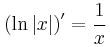 (ln |x|)′ = 1/x